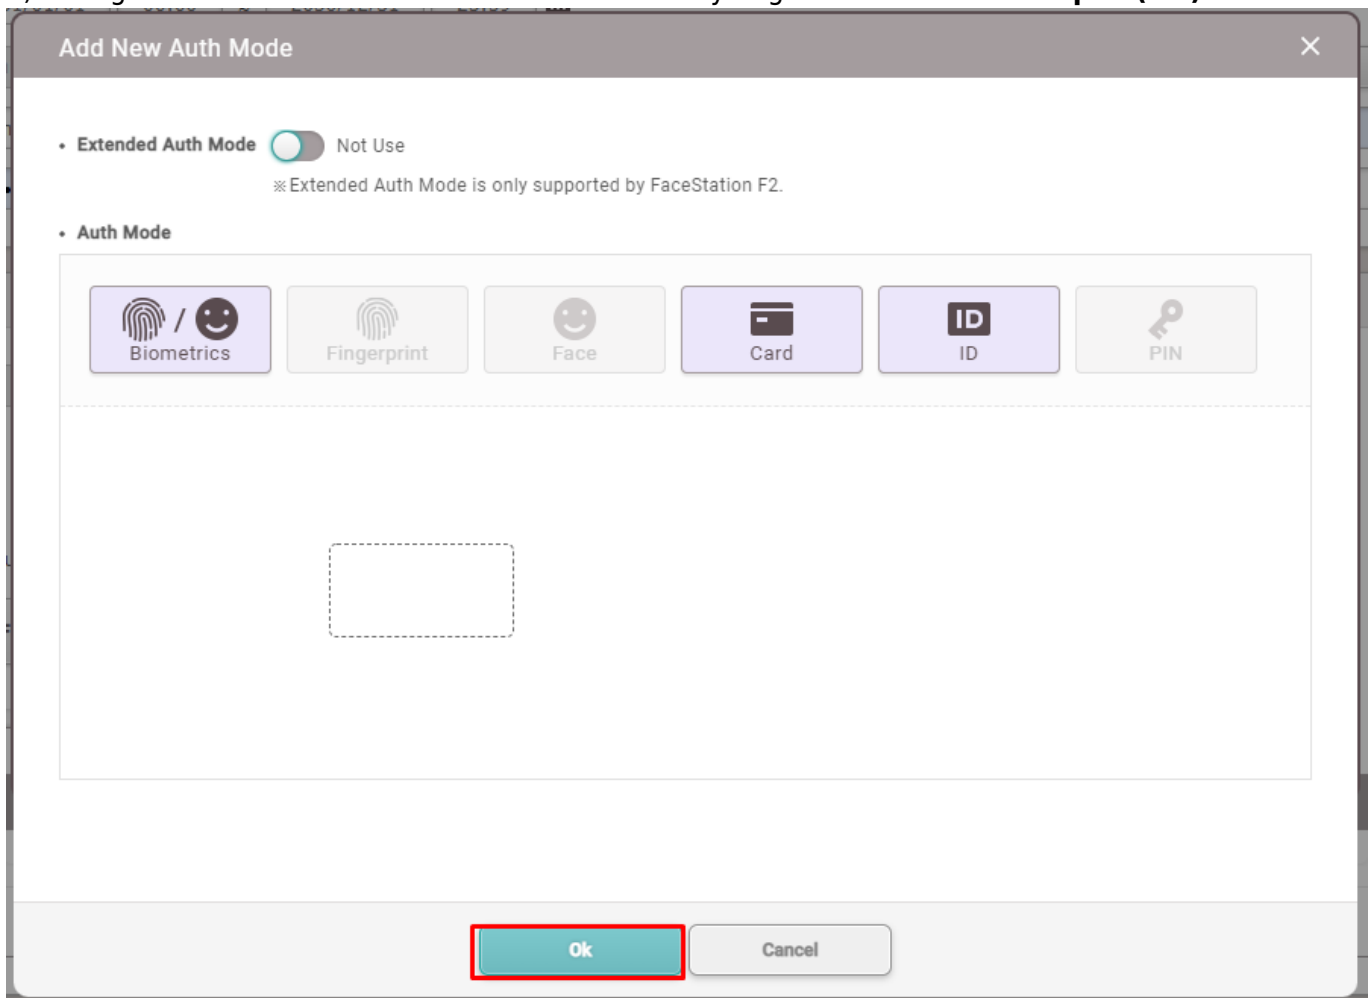 Add New Auth Mode
• Extended Auth Mode Not Use
※Extended Auth Mode is only supported by FaceStation F2.
• Auth Mode
/
Biometrics
Fingerprint
Face
Card
ID
ID
PIN
Ok
Cancel